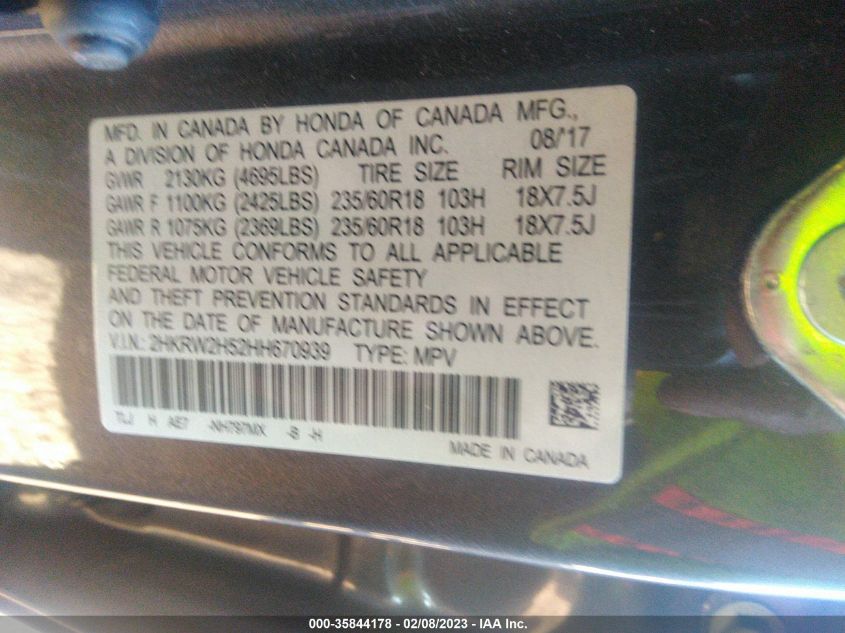 MFD. IN CANADA BY HONDA OF CANADA MFG.,
A DIVISION OF HONDA CANADA INC. 08/'17
GVWR 2130KG (4695LBS) TIRE SIZE RIM SIZE
GAWR F 1100KG (2425LBS) 235/60R18 103H 18X7.5J
GAWR R 1075KG (2369LBS) 235/60R18 103H 18X7.5J
THIS VEHICLE CONFORMS TO ALL APPLICABLE
FEDERAL MOTOR VEHICLE SAFETY
AND THEFT PREVENTION STANDARDS IN EFFECT
ON THE DATE OF MANUFACTURE SHOWN ABOVE.
V.I.N.: 2HKRW2H52HH670939 TYPE: MPV
TLJ H AE7 -NH797MX -B -H
MADE IN CANADA
000-35844178 - 02/08/2023 - IAA Inc.